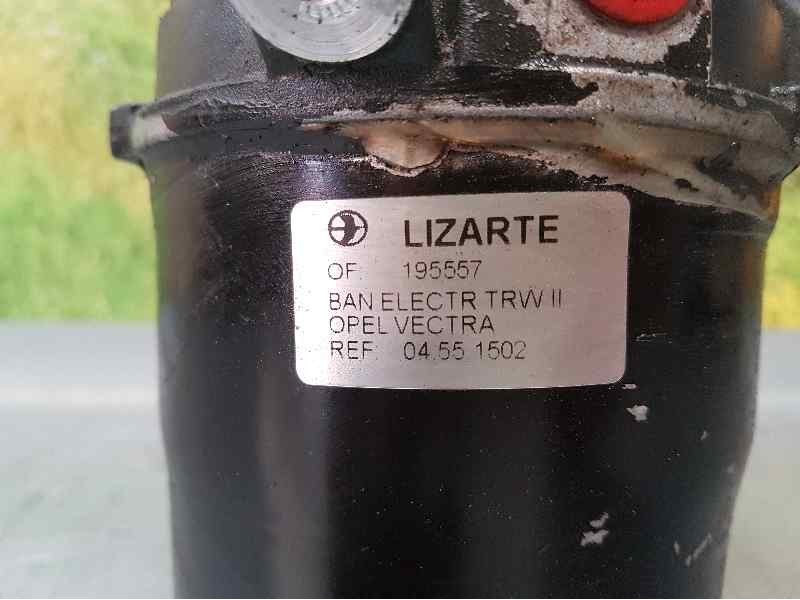 LIZARTE
OF: 195557
BAN ELECTR TRW II
OPEL VECTRA
REF: 04.55.1502